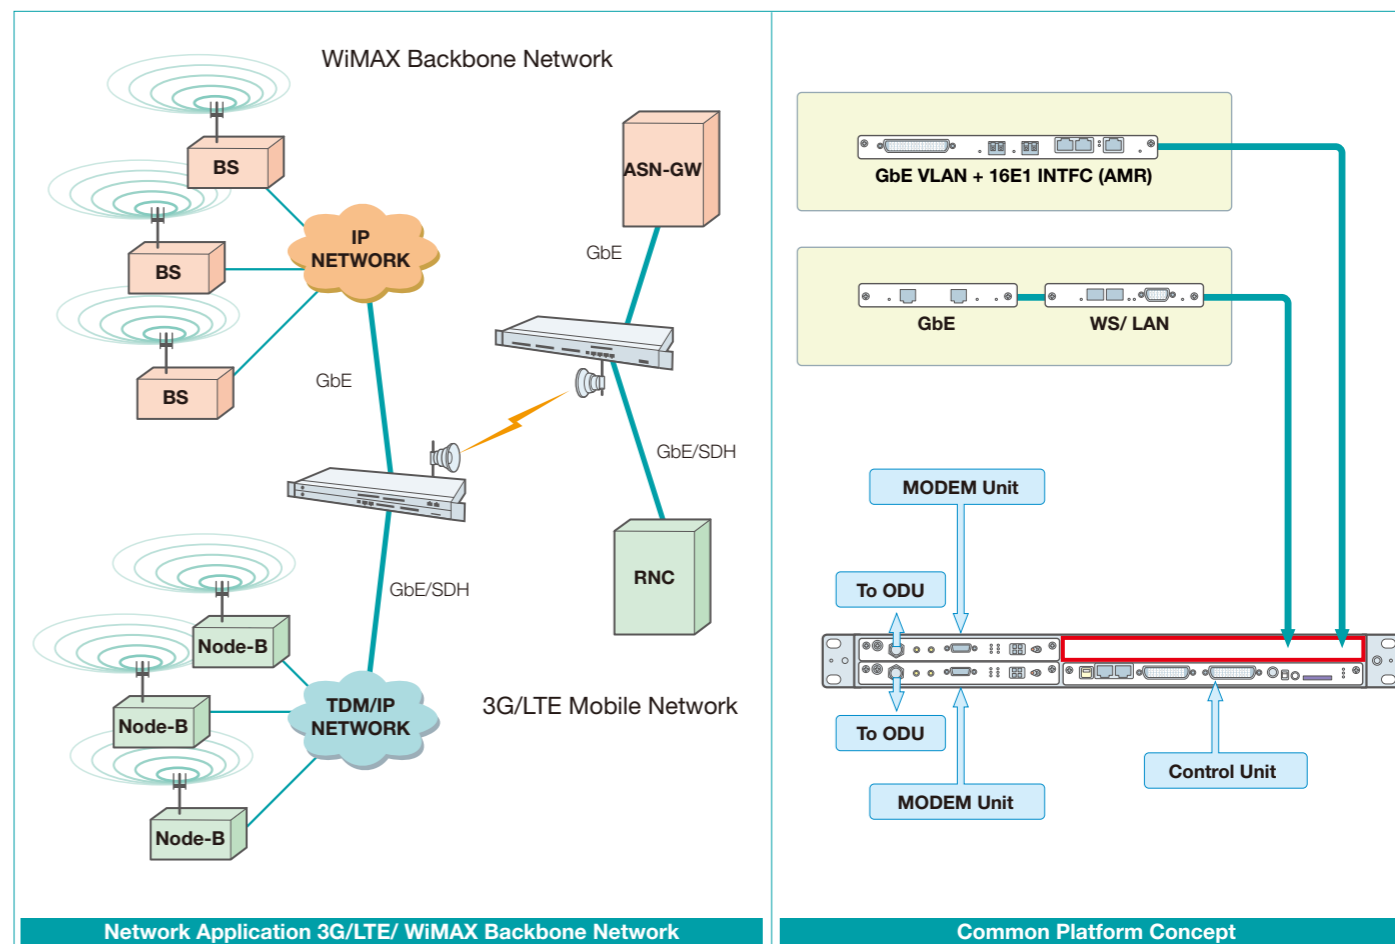 WiMAX Backbone Network
BS
ASN-GW
IP
NETWORK
BS
GbE
BS
GbE
GbE/SDH
RNC
GbE/SDH
Node-B
TDM/IP
NETWORK
3G/LTE Mobile Network
Node-B
Node-B
Network Application 3G/LTE/ WiMAX Backbone Network
GbE VLAN + 16E1 INTFC (AMR)
GbE
WS/ LAN
MODEM Unit
To ODU
To ODU
Control Unit
MODEM Unit
Common Platform Concept